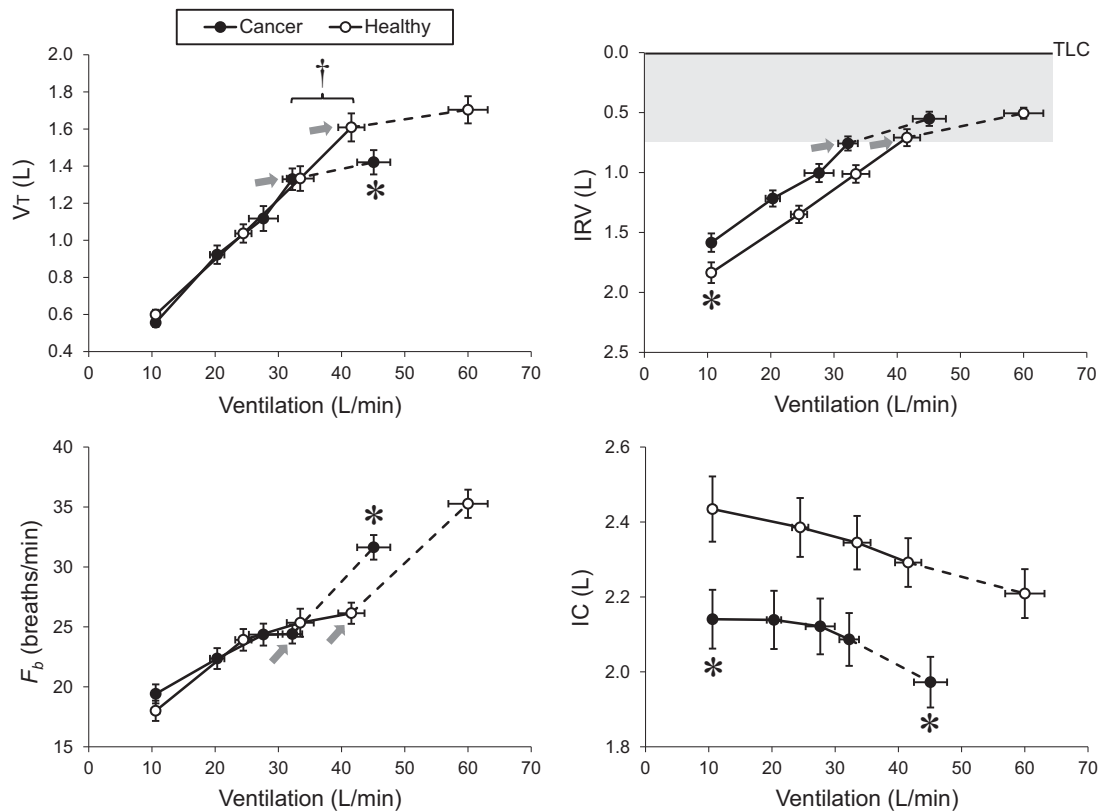 Cancer Healthy
2.0
1.8
1.6
1.4
1.2
1.0
0.8
0.6
0.4
†
*
VT (L)
0 10 20 30 40 50 60 70
Ventilation (L/min)
TLC
0.0
0.5
1.0
1.5
2.0
2.5
*
IRV (L)
0 10 20 30 40 50 60 70
Ventilation (L/min)
40
35
30
25
20
15
*
Fb (breaths/min)
0 10 20 30 40 50 60 70
Ventilation (L/min)
2.6
2.4
2.2
2.0
1.8
*
*
IC (L)
0 10 20 30 40 50 60 70
Ventilation (L/min)